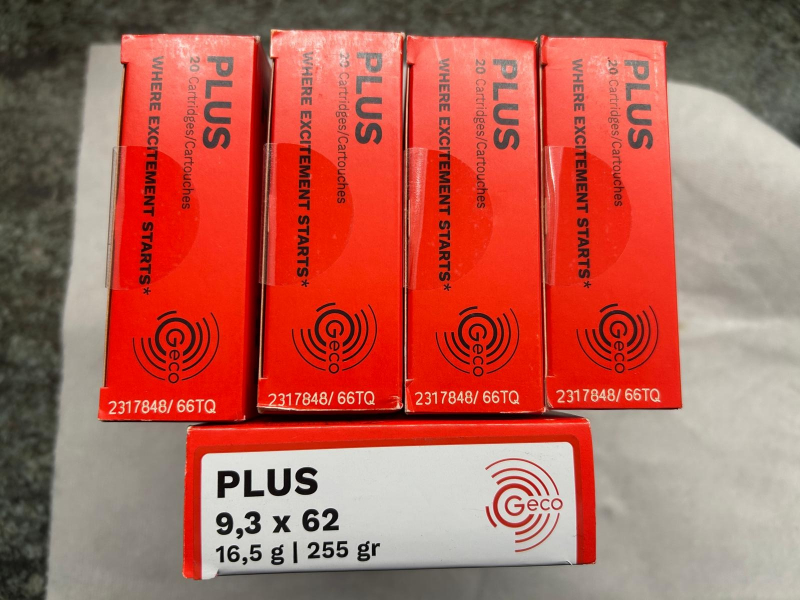 PLUS
20 Cartridges/Cartouches
WHERE EXCITEMENT STARTS*
Geco
2317848/ 66TQ
PLUS
20 Cartridges/Cartouches
WHERE EXCITEMENT STARTS*
Geco
2317848/ 66TQ
PLUS
20 Cartridges/Cartouches
WHERE EXCITEMENT STARTS*
Geco
2317848/ 66TQ
PLUS
20 Cartridges/Cartouches
WHERE EXCITEMENT STARTS*
Geco
2317848/ 66TQ
PLUS
9,3 x 62
16,5 g | 255 gr
Geco